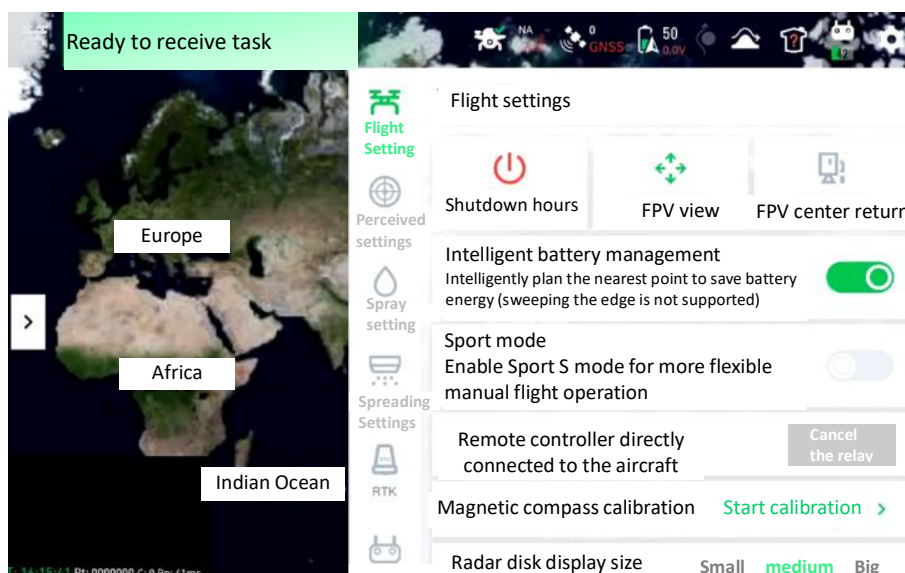 Ready to receive task
NA
0
GNSS
50
0.0V
42
Flight settings
Flight
Setting
Perceived
settings
Spray
setting
Spreading
Settings
RTK
Shutdown hours
FPV view
FPV center return
Intelligent battery management
Intelligently plan the nearest point to save battery
energy (sweeping the edge is not supported)
Sport mode
Enable Sport S mode for more flexible
manual flight operation
Remote controller directly
connected to the aircraft
Cancel
the relay
Magnetic compass calibration
Start calibration >
Radar disk display size
Small medium Big
Europe
Africa
Indian Ocean